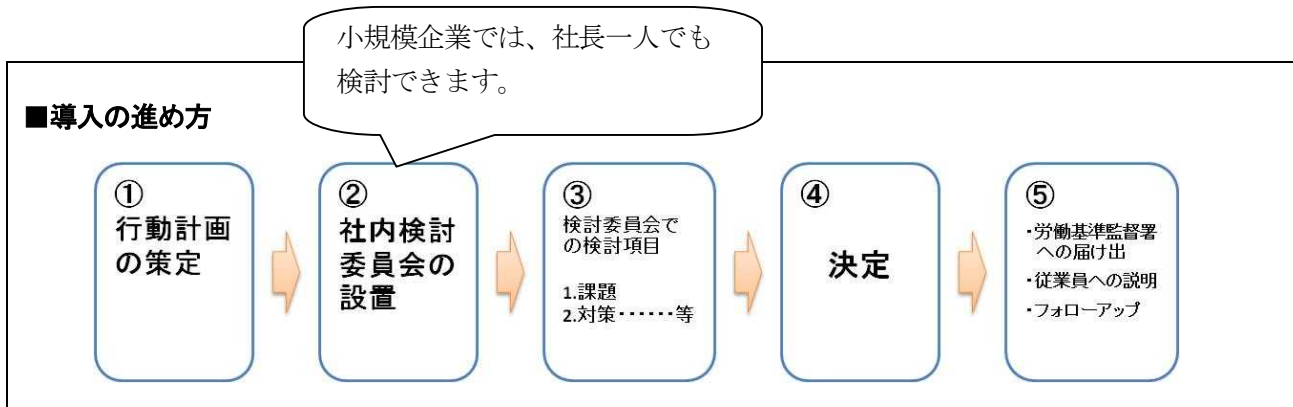 小規模企業では、社長一人でも
検討できます。
■導入の進め方
①
行動計画
の策定
②
社内検討
委員会の
設置
③
検討委員会で
の検討項目
1.課題
2.対策・・・・・・等
④
決定
⑤
・労働基準監督署
への届け出
・従業員への説明
・フォローアップ